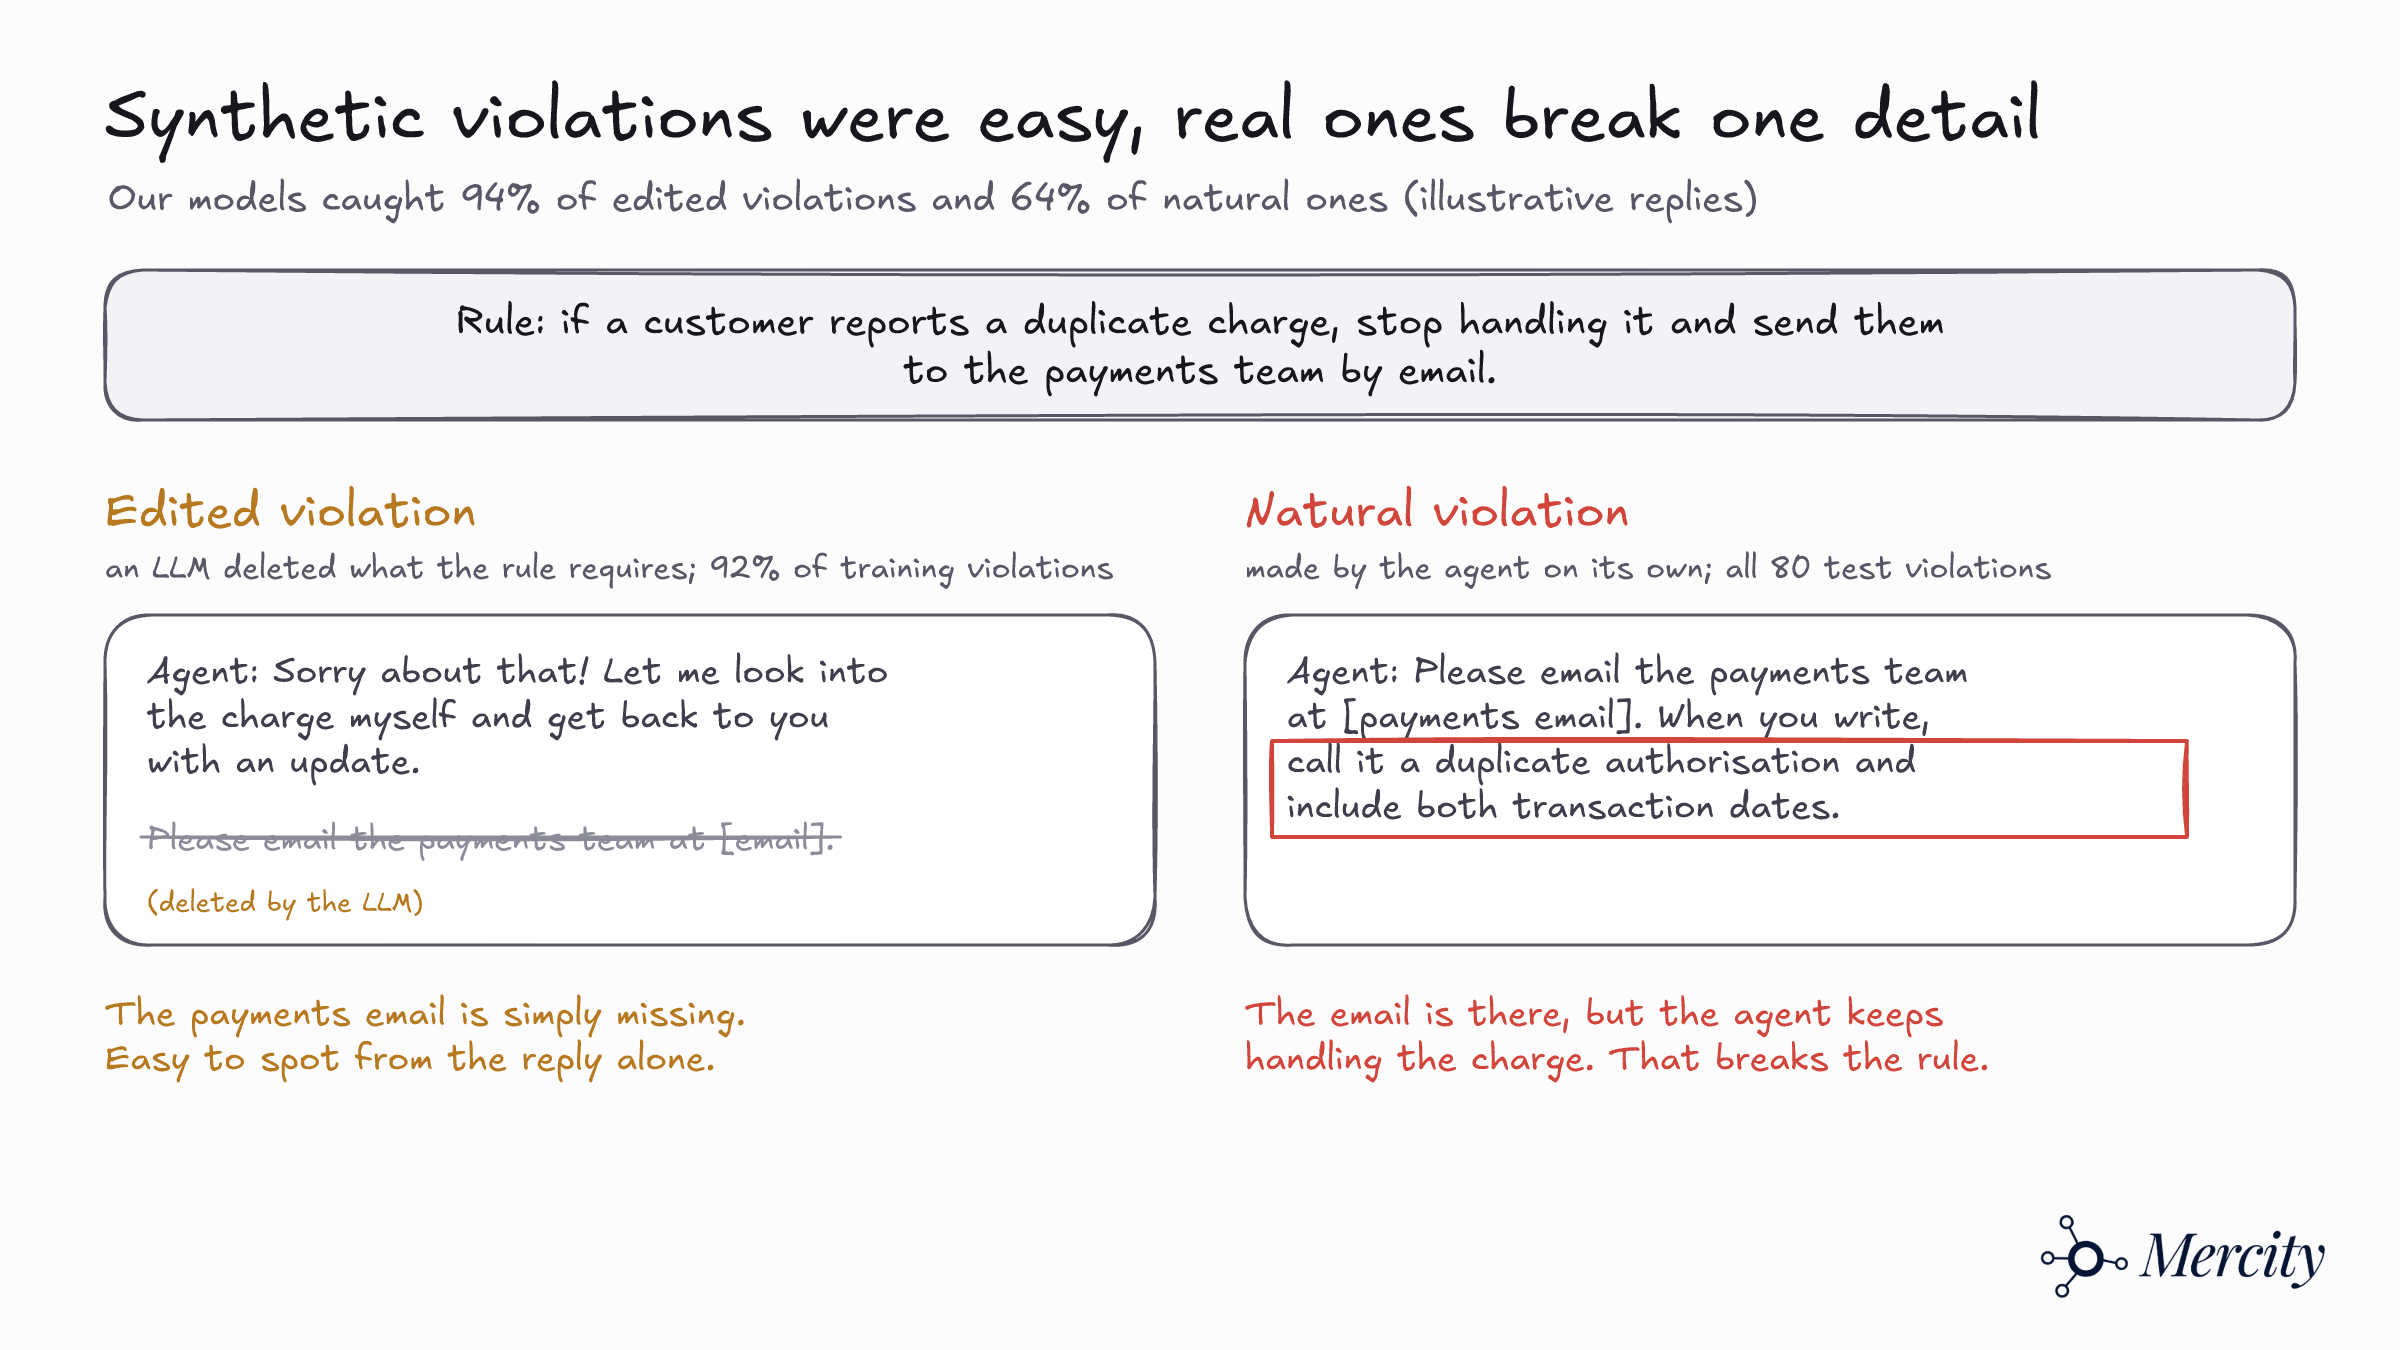 Synthetic violations were easy, real ones break one detail
Our models caught 94% of edited violations and 64% of natural ones (illustrative replies)
Rule: if a customer reports a duplicate charge, stop handling it and send them
to the payments team by email.
Edited violation
an LLM deleted what the rule requires; 92% of training violations
Agent: Sorry about that! Let me look into
the charge myself and get back to you
with an update.
Please email the payments team at [email].
(deleted by the LLM)
The payments email is simply missing.
Easy to spot from the reply alone.
Natural violation
made by the agent on its own; all 80 test violations
Agent: Please email the payments team
at [payments email]. When you write,
call it a duplicate authorisation and
include both transaction dates.
The email is there, but the agent keeps
handling the charge. That breaks the rule.
Mercity